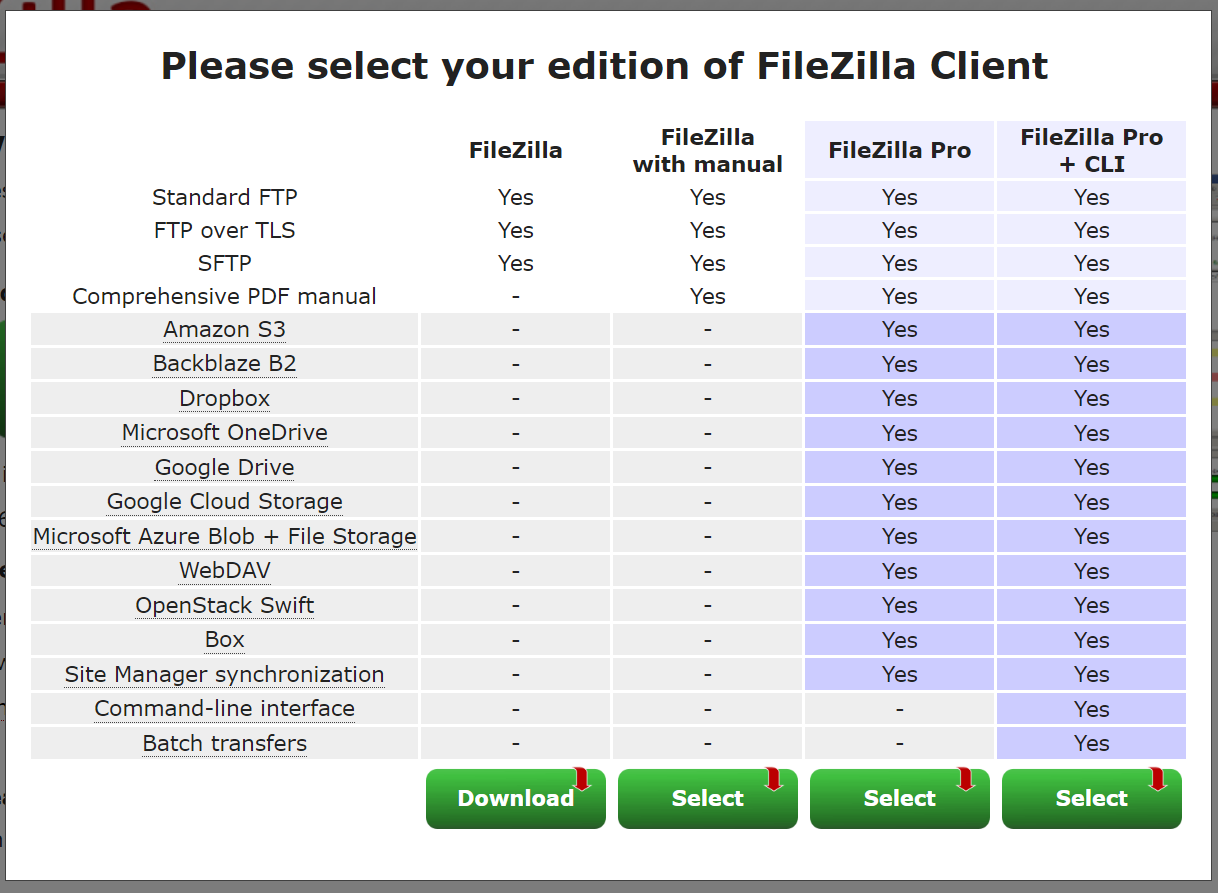 Please select your edition of FileZilla Client
FileZilla FileZilla with manual FileZilla Pro FileZilla Pro + CLI
Standard FTP Yes Yes Yes Yes
FTP over TLS Yes Yes Yes Yes
SFTP Yes Yes Yes Yes
Comprehensive PDF manual - Yes Yes Yes
Amazon S3 - - Yes Yes
Backblaze B2 - - Yes Yes
Dropbox - - Yes Yes
Microsoft OneDrive - - Yes Yes
Google Drive - - Yes Yes
Google Cloud Storage - - Yes Yes
Microsoft Azure Blob + File Storage - - Yes Yes
WebDAV - - Yes Yes
OpenStack Swift - - Yes Yes
Box - - Yes Yes
Site Manager synchronization - - Yes Yes
Command-line interface - - - Yes
Batch transfers - - - Yes
Download Select Select Select